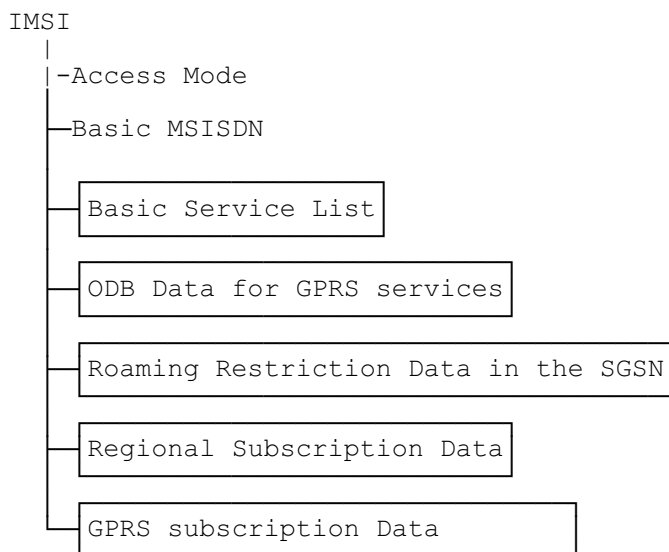 IMSI
-Access Mode
Basic MSISDN
Basic Service List
ODB Data for GPRS services
Roaming Restriction Data in the SGSN
Regional Subscription Data
GPRS subscription Data